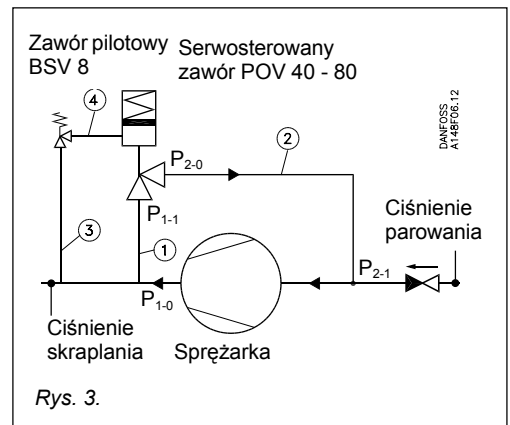 Zawór pilotowy
BSV 8
Serwosterowany
zawór POV 40 - 80
4
DANFOSS
A148F06.12
P2-0
2
P1-1
Ciśnienie
parowania
3
1
P2-1
P1-0
Ciśnienie
skraplania
Sprężarka
Rys. 3.